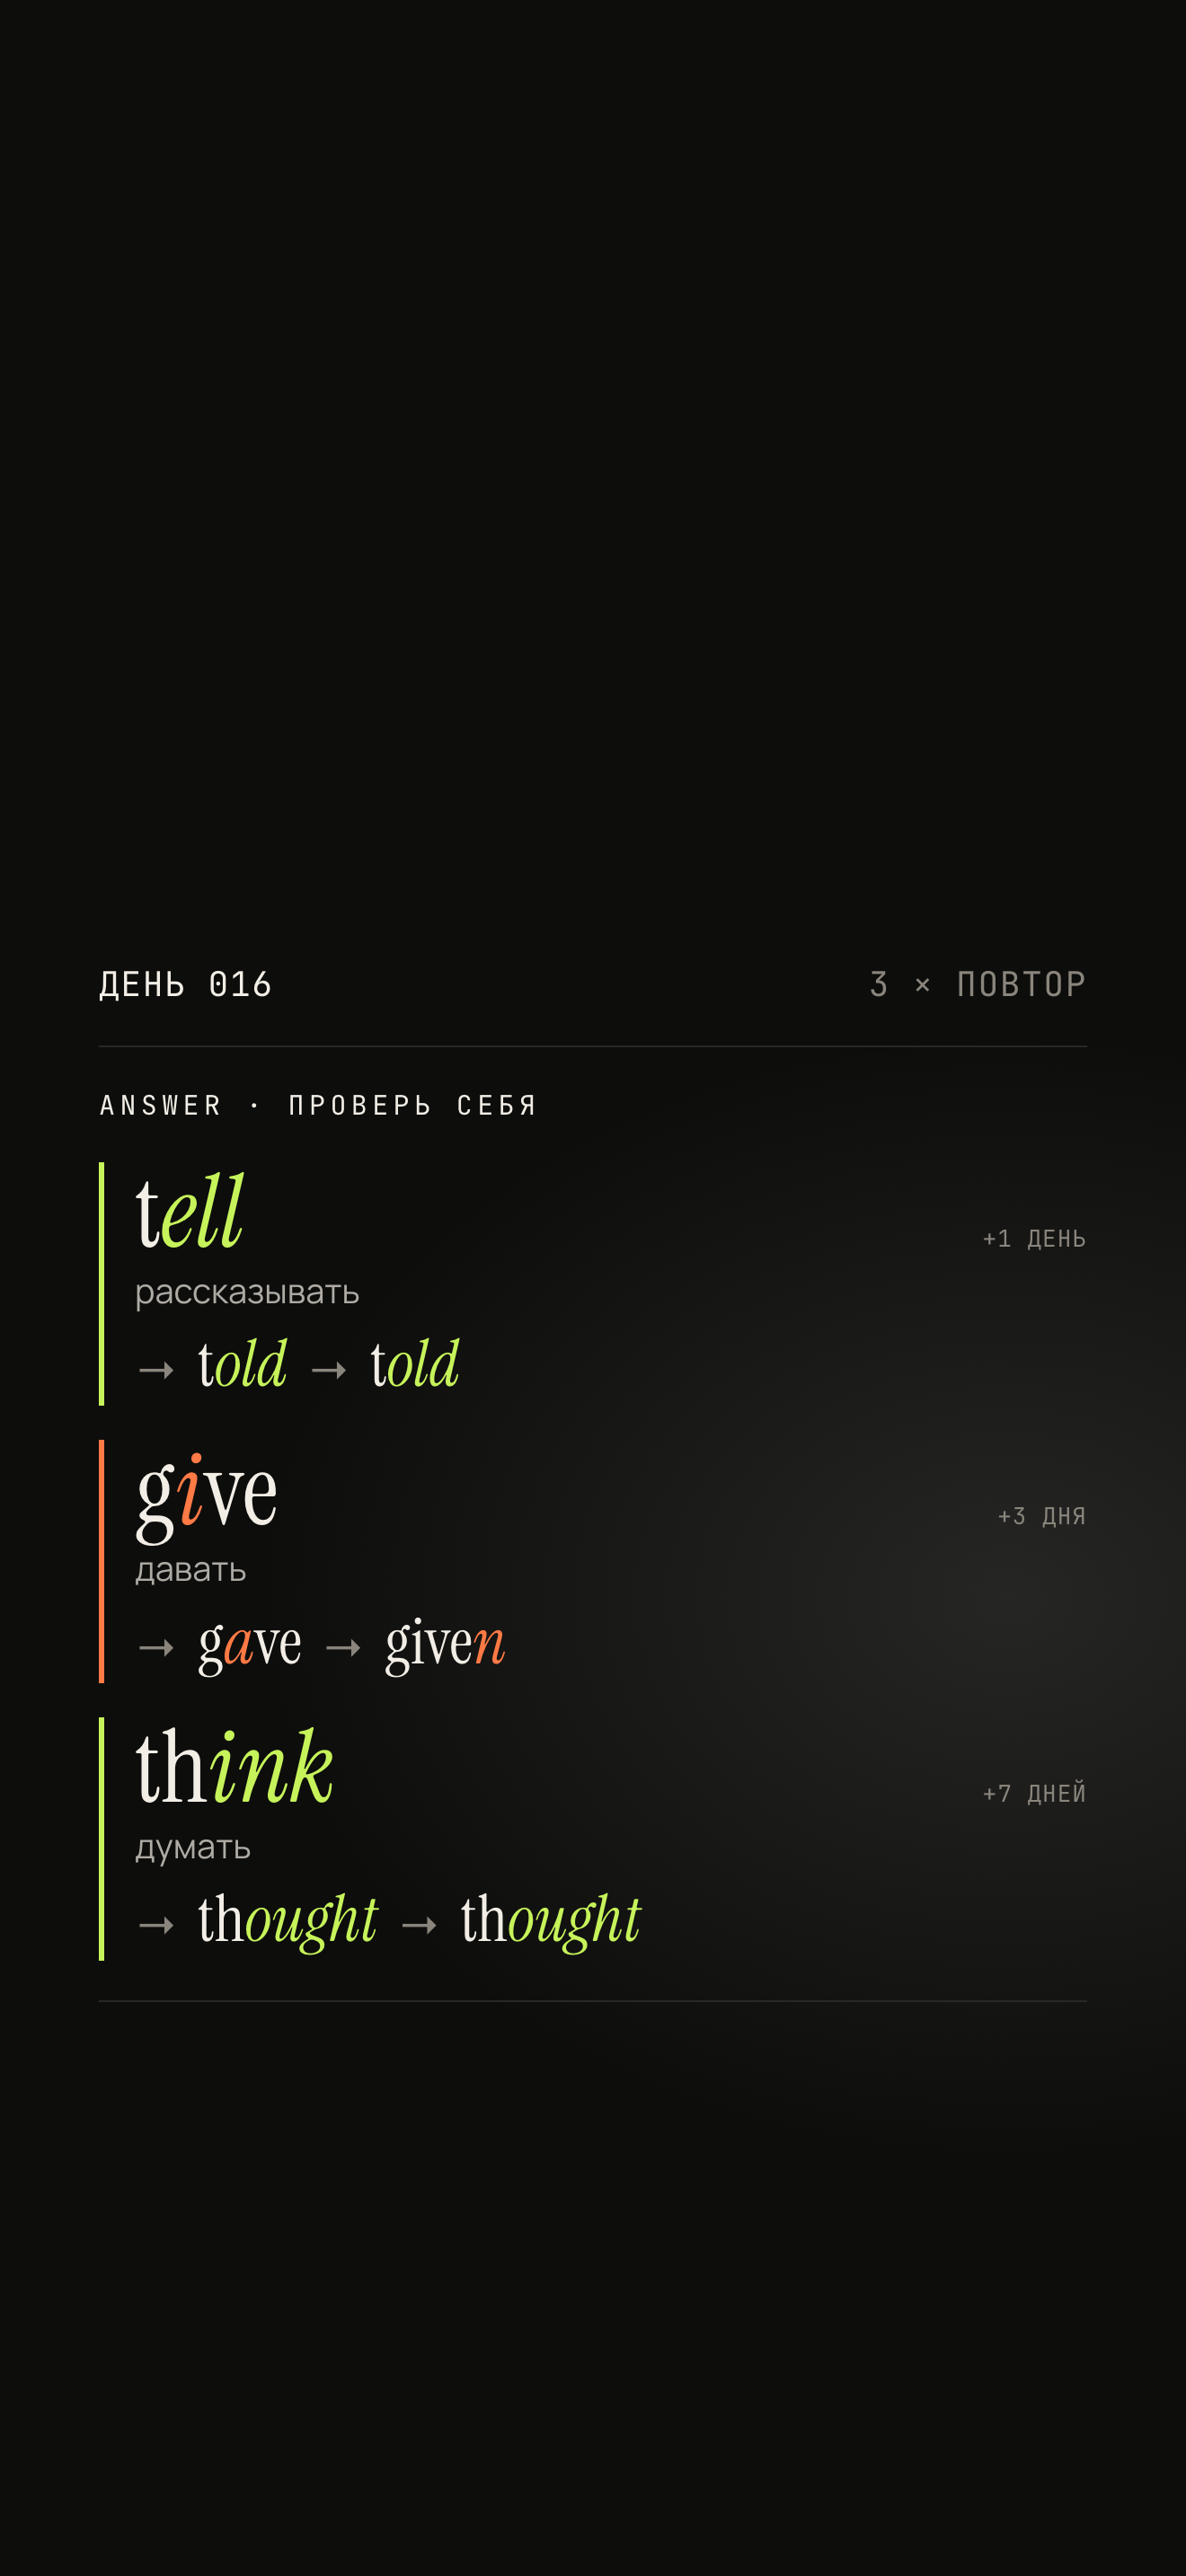 ДЕНЬ 016
3 × ПОВТОР
ANSWER · ПРОВЕРЬ СЕБЯ
tell
+1 ДЕНЬ
рассказывать
→ told → told
give
+3 ДНЯ
давать
→ gave → given
think
+7 ДНЕЙ
думать
→ thought → thought